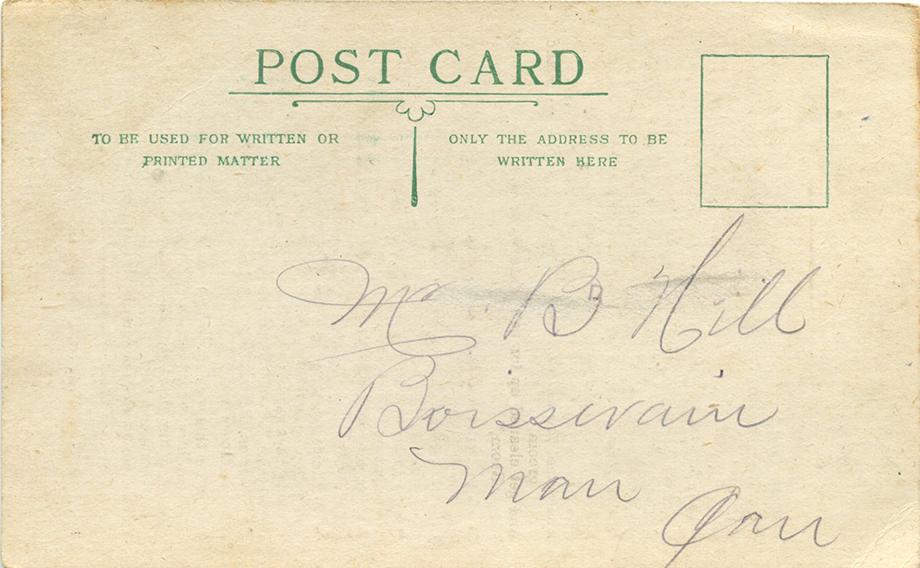 POST CARD
TO BE USED FOR WRITTEN OR
PRINTED MATTER
ONLY THE ADDRESS TO BE
WRITTEN HERE
Mr B Hill
Boissevain
Man
Can